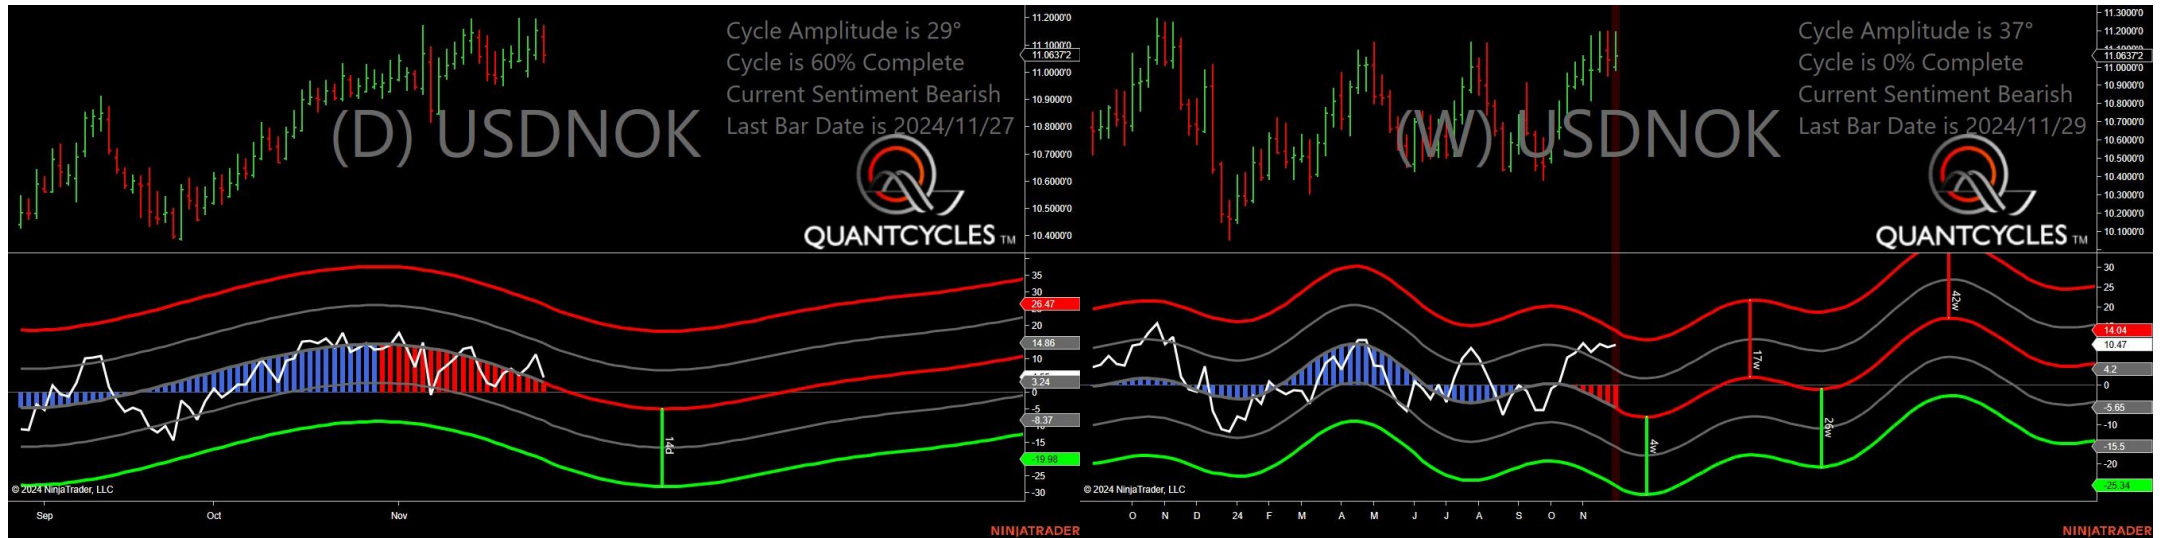 Cycle Amplitude is 29°
Cycle is 60% Complete
Current Sentiment Bearish
Last Bar Date is 2024/11/27
(D) USDNOK
QUANTCYCLES TM
11.2000'0
11.1000'0
11.0637'2
11.0000'0
10.9000'0
10.8000'0
10.7000'0
10.6000'0
10.5000'0
10.4000'0
35
30
26.47
20
14.86
10
3.24
0
-5
-8.37
-15
-19.98
-25
-30
14d
© 2024 NinjaTrader, LLC
Sep Oct Nov
NINJATRADER
Cycle Amplitude is 37°
Cycle is 0% Complete
Current Sentiment Bearish
Last Bar Date is 2024/11/29
(W) USDNOK
QUANTCYCLES TM
11.3000'0
11.2000'0
11.0637'2
11.0000'0
10.9000'0
10.8000'0
10.7000'0
10.6000'0
10.5000'0
10.4000'0
10.3000'0
10.2000'0
10.1000'0
30
25
20
14.04
10.47
4.2
0
-5.65
-10
-15.5
-20
-25.34
4w
17w
26w
42w
© 2024 NinjaTrader, LLC
O N D 24 F M A M J J A S O N
NINJATRADER